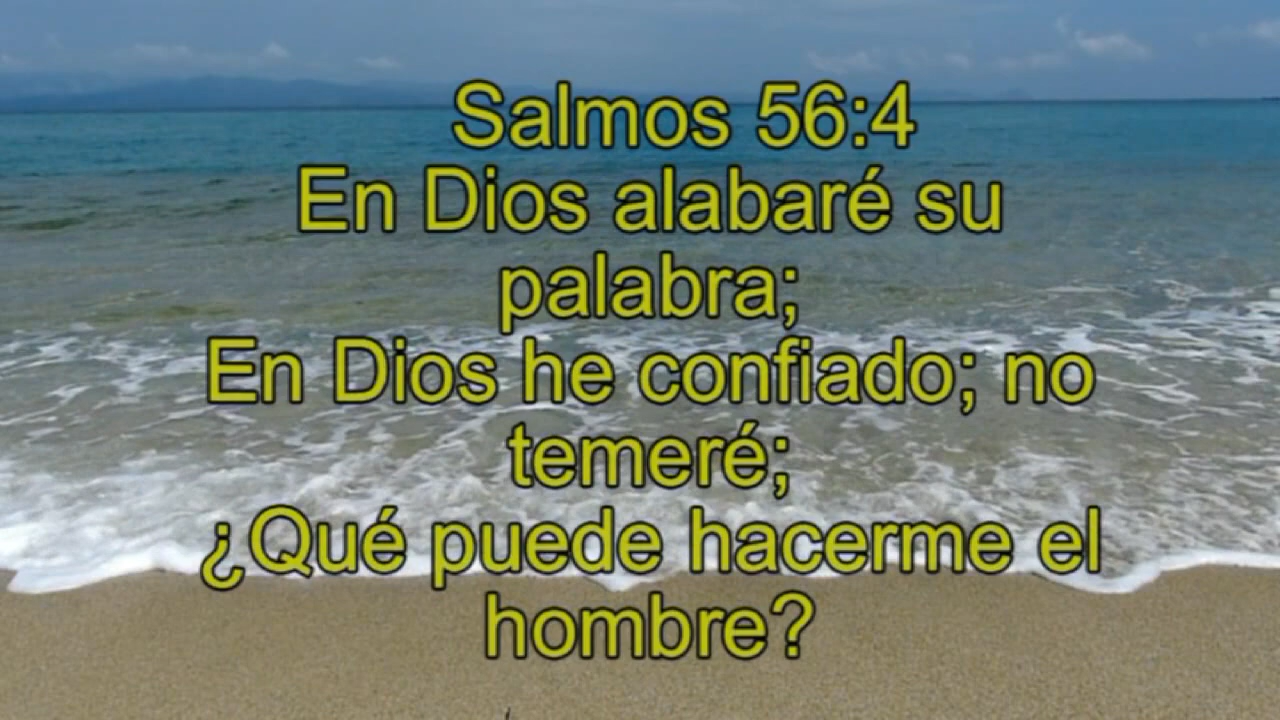 Salmos 56:4
En Dios alabaré su
palabra;
En Dios he confiado; no
temeré;
¿Qué puede hacerme el
hombre?